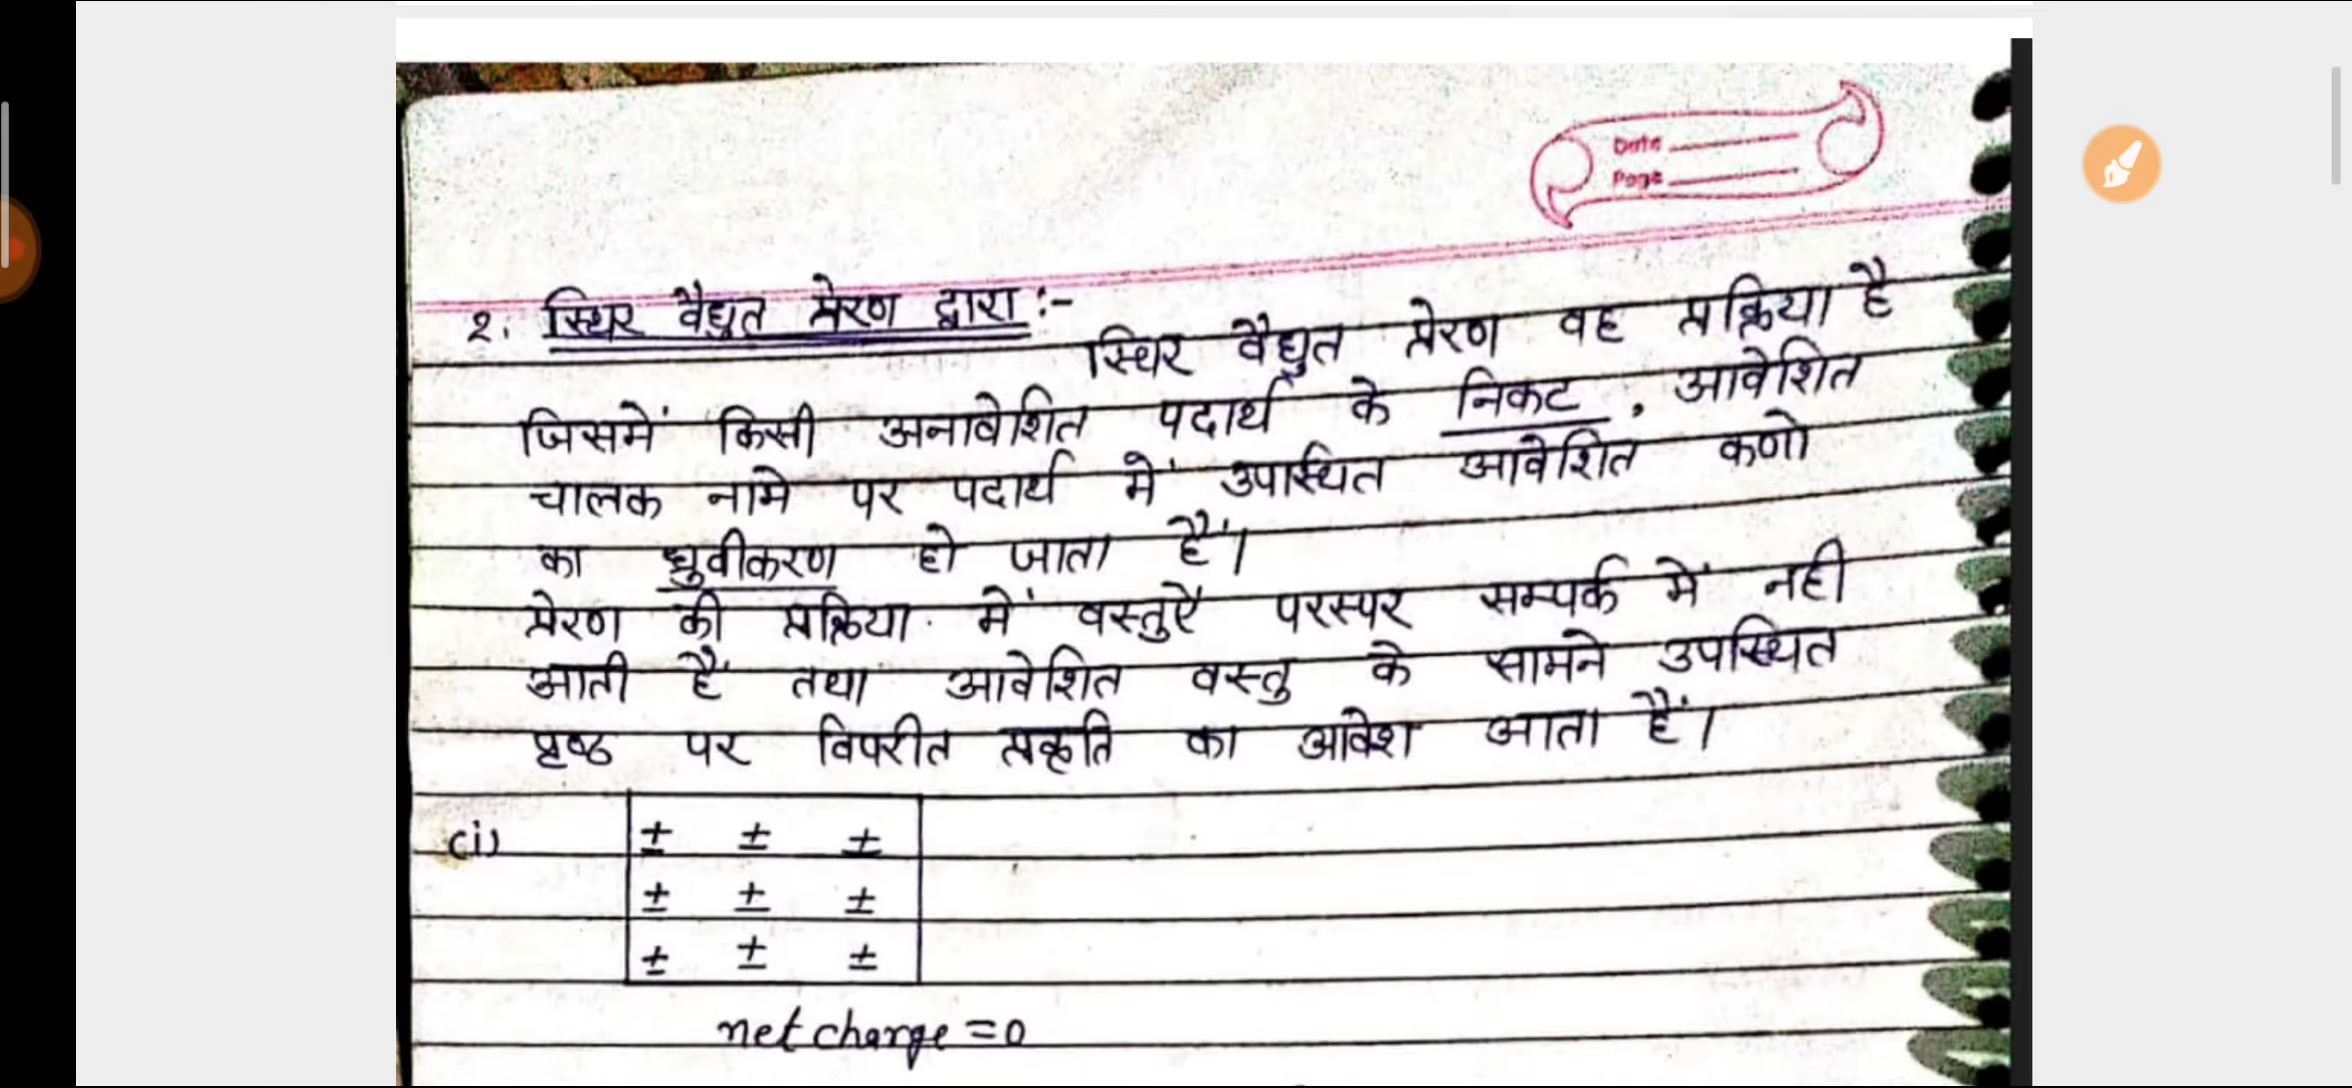 Date
Page
2. स्थिर वैद्युत प्रेरण द्वारा :-
स्थिर वैद्युत प्रेरण वह प्रक्रिया है
जिसमें किसी अनावेशित पदार्थ के निकट, आवेशित
चालक लाने पर पदार्थ में उपस्थित आवेशित कणो
का ध्रुवीकरण हो जाता हैं।
प्रेरण की प्रक्रिया में वस्तुऐं परस्पर सम्पर्क में नही
आती हैं तथा आवेशित वस्तु के सामने उपस्थित
पृष्ठ पर विपरीत प्रकृति का आवेश आता हैं।
(i) ± ± ±
± ± ±
± ± ±
net charge = 0